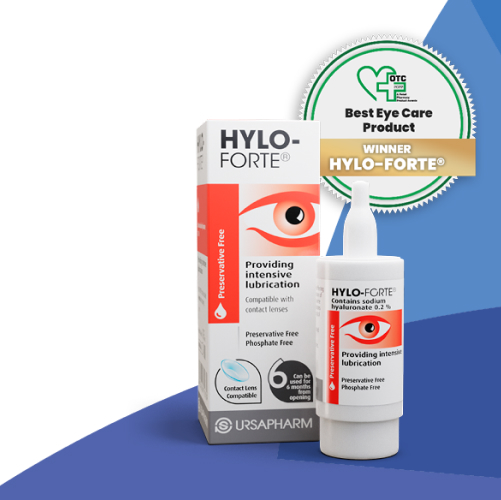 OTC
Best Eye Care
Product
WINNER
HYLO-FORTE®
HYLO-
FORTE®
Preservative Free
Providing
intensive
lubrication
Compatible with
contact lenses
Preservative Free
Phosphate Free
Contact Lens
Compatible
6
Can be
used for
6 months from
opening
URSAPHARM
HYLO-FORTE®
Contains sodium
hyaluronate 0.2 %
Preservative Free
Providing intensive
lubrication
Preservative Free
Phosphate Free